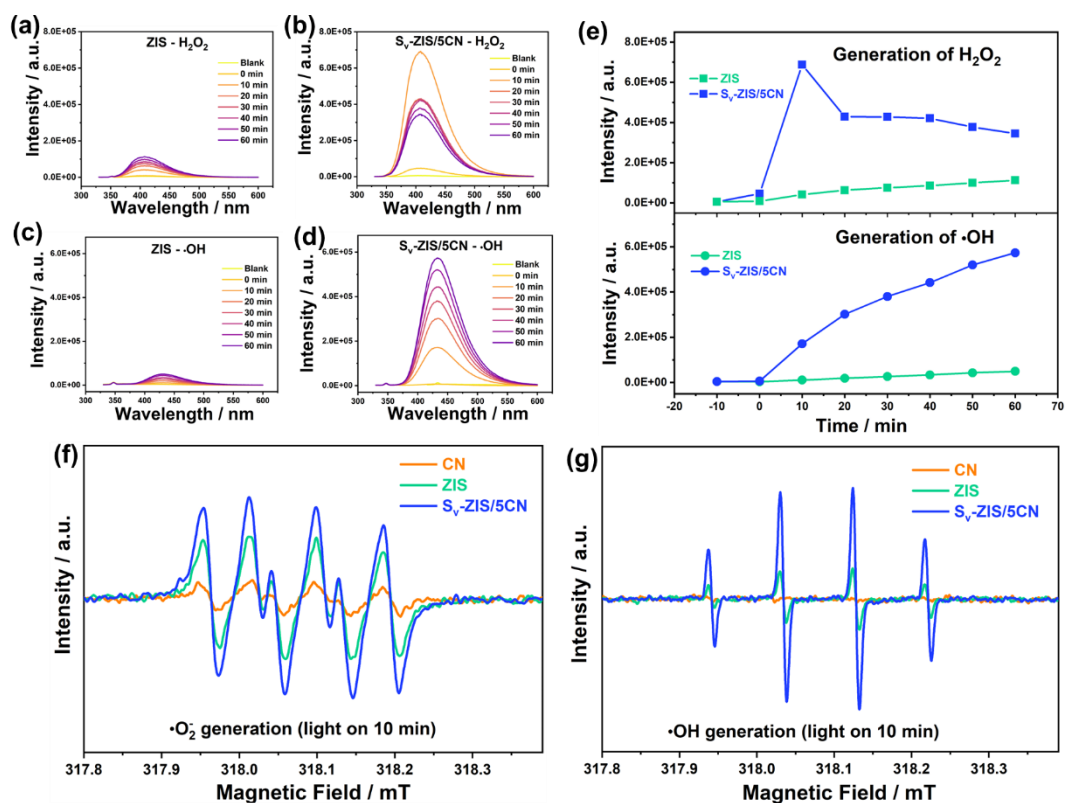 (a)
ZIS - H₂O₂
Intensity / a.u.
8.0E+05
6.0E+05
4.0E+05
2.0E+05
0.0E+00
Blank
0 min
10 min
20 min
30 min
40 min
50 min
60 min
300 350 400 450 500 550 600
Wavelength / nm
(b)
Sᵥ-ZIS/5CN - H₂O₂
Intensity / a.u.
8.0E+05
6.0E+05
4.0E+05
2.0E+05
0.0E+00
Blank
0 min
10 min
20 min
30 min
40 min
50 min
60 min
300 350 400 450 500 550 600
Wavelength / nm
(c)
ZIS - ·OH
Intensity / a.u.
6.0E+05
4.0E+05
2.0E+05
0.0E+00
Blank
0 min
10 min
20 min
30 min
40 min
50 min
60 min
300 350 400 450 500 550 600
Wavelength / nm
(d)
Sᵥ-ZIS/5CN - ·OH
Intensity / a.u.
6.0E+05
4.0E+05
2.0E+05
0.0E+00
Blank
0 min
10 min
20 min
30 min
40 min
50 min
60 min
300 350 400 450 500 550 600
Wavelength / nm
(e)
Generation of H₂O₂
ZIS
Sᵥ-ZIS/5CN
Intensity / a.u.
8.0E+05
6.0E+05
4.0E+05
2.0E+05
0.0E+00
Generation of •OH
ZIS
Sᵥ-ZIS/5CN
Intensity / a.u.
6.0E+05
4.0E+05
2.0E+05
0.0E+00
-20 -10 0 10 20 30 40 50 60 70
Time / min
(f)
CN
ZIS
Sᵥ-ZIS/5CN
Intensity / a.u.
•O₂⁻ generation (light on 10 min)
317.8 317.9 318.0 318.1 318.2 318.3
Magnetic Field / mT
(g)
CN
ZIS
Sᵥ-ZIS/5CN
Intensity / a.u.
•OH generation (light on 10 min)
317.8 317.9 318.0 318.1 318.2 318.3
Magnetic Field / mT